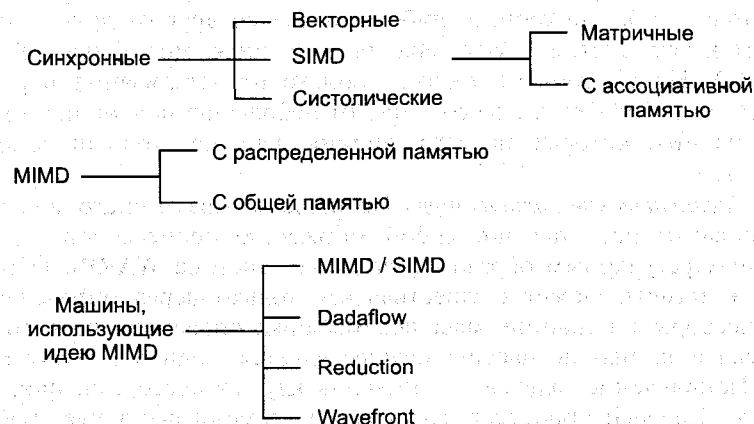 Синхронные
Векторные
SIMD
Систолические
Матричные
С ассоциативной
памятью
MIMD
С распределенной памятью
С общей памятью
Машины,
использующие
идею MIMD
MIMD / SIMD
Dadaflow
Reduction
Wavefront